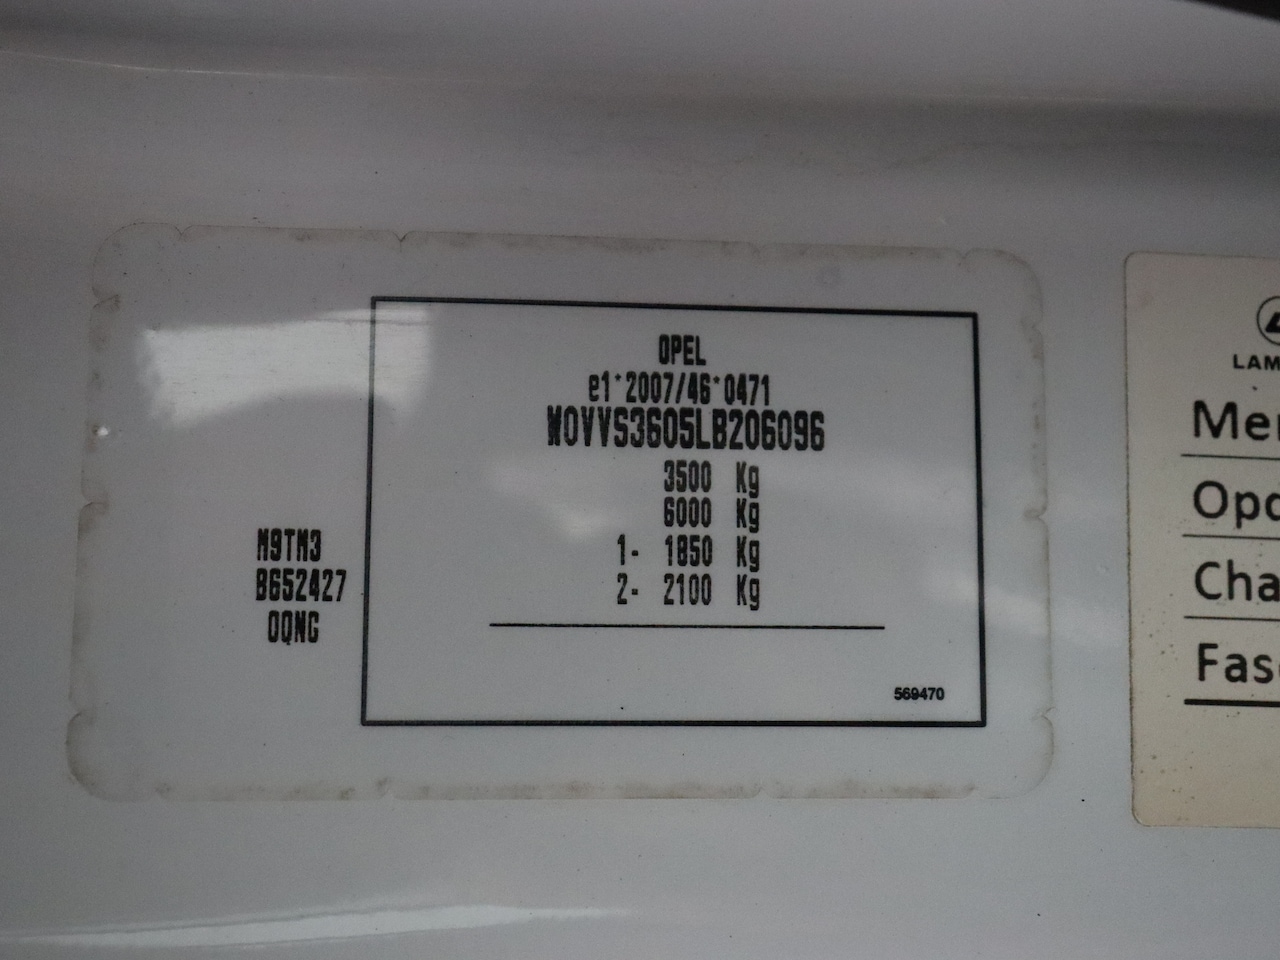 OPEL
e1*2007/46*0471
W0VVS3605LB206096
3500 Kg
6000 Kg
1- 1850 Kg
2- 2100 Kg
M9TM3
B652427
0QNG
569470
LAM
Me
Opc
Cha
Fas